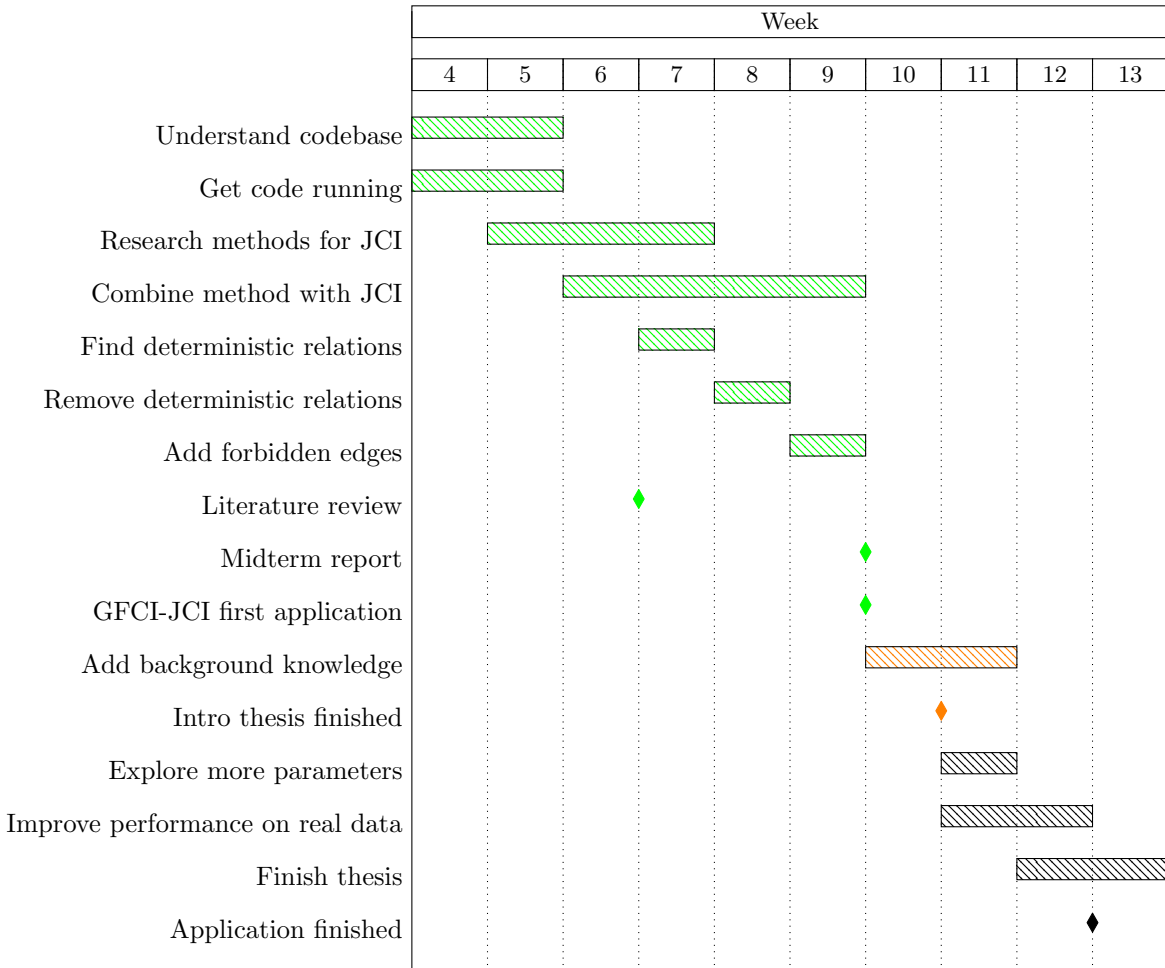 Week
4 5 6 7 8 9 10 11 12 13
Understand codebase
Get code running
Research methods for JCI
Combine method with JCI
Find deterministic relations
Remove deterministic relations
Add forbidden edges
Literature review
Midterm report
GFCI-JCI first application
Add background knowledge
Intro thesis finished
Explore more parameters
Improve performance on real data
Finish thesis
Application finished